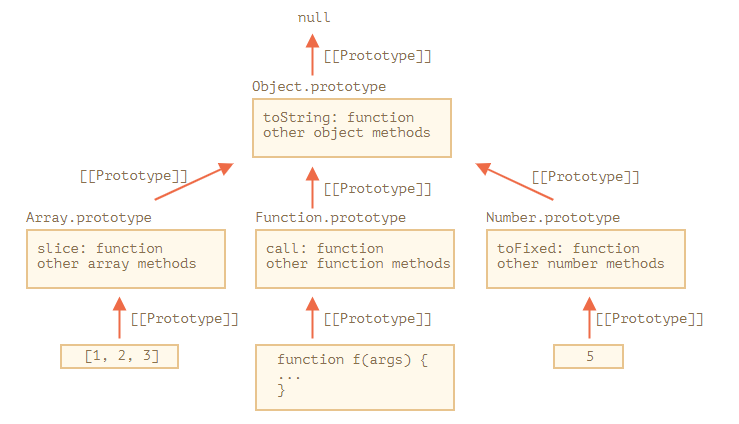 null
[[Prototype]]
Object.prototype
toString: function
other object methods
[[Prototype]]
[[Prototype]]
[[Prototype]]
Array.prototype
Function.prototype
Number.prototype
slice: function
other array methods
call: function
other function methods
toFixed: function
other number methods
[[Prototype]]
[[Prototype]]
[[Prototype]]
[1, 2, 3]
function f(args) {
...
}
5